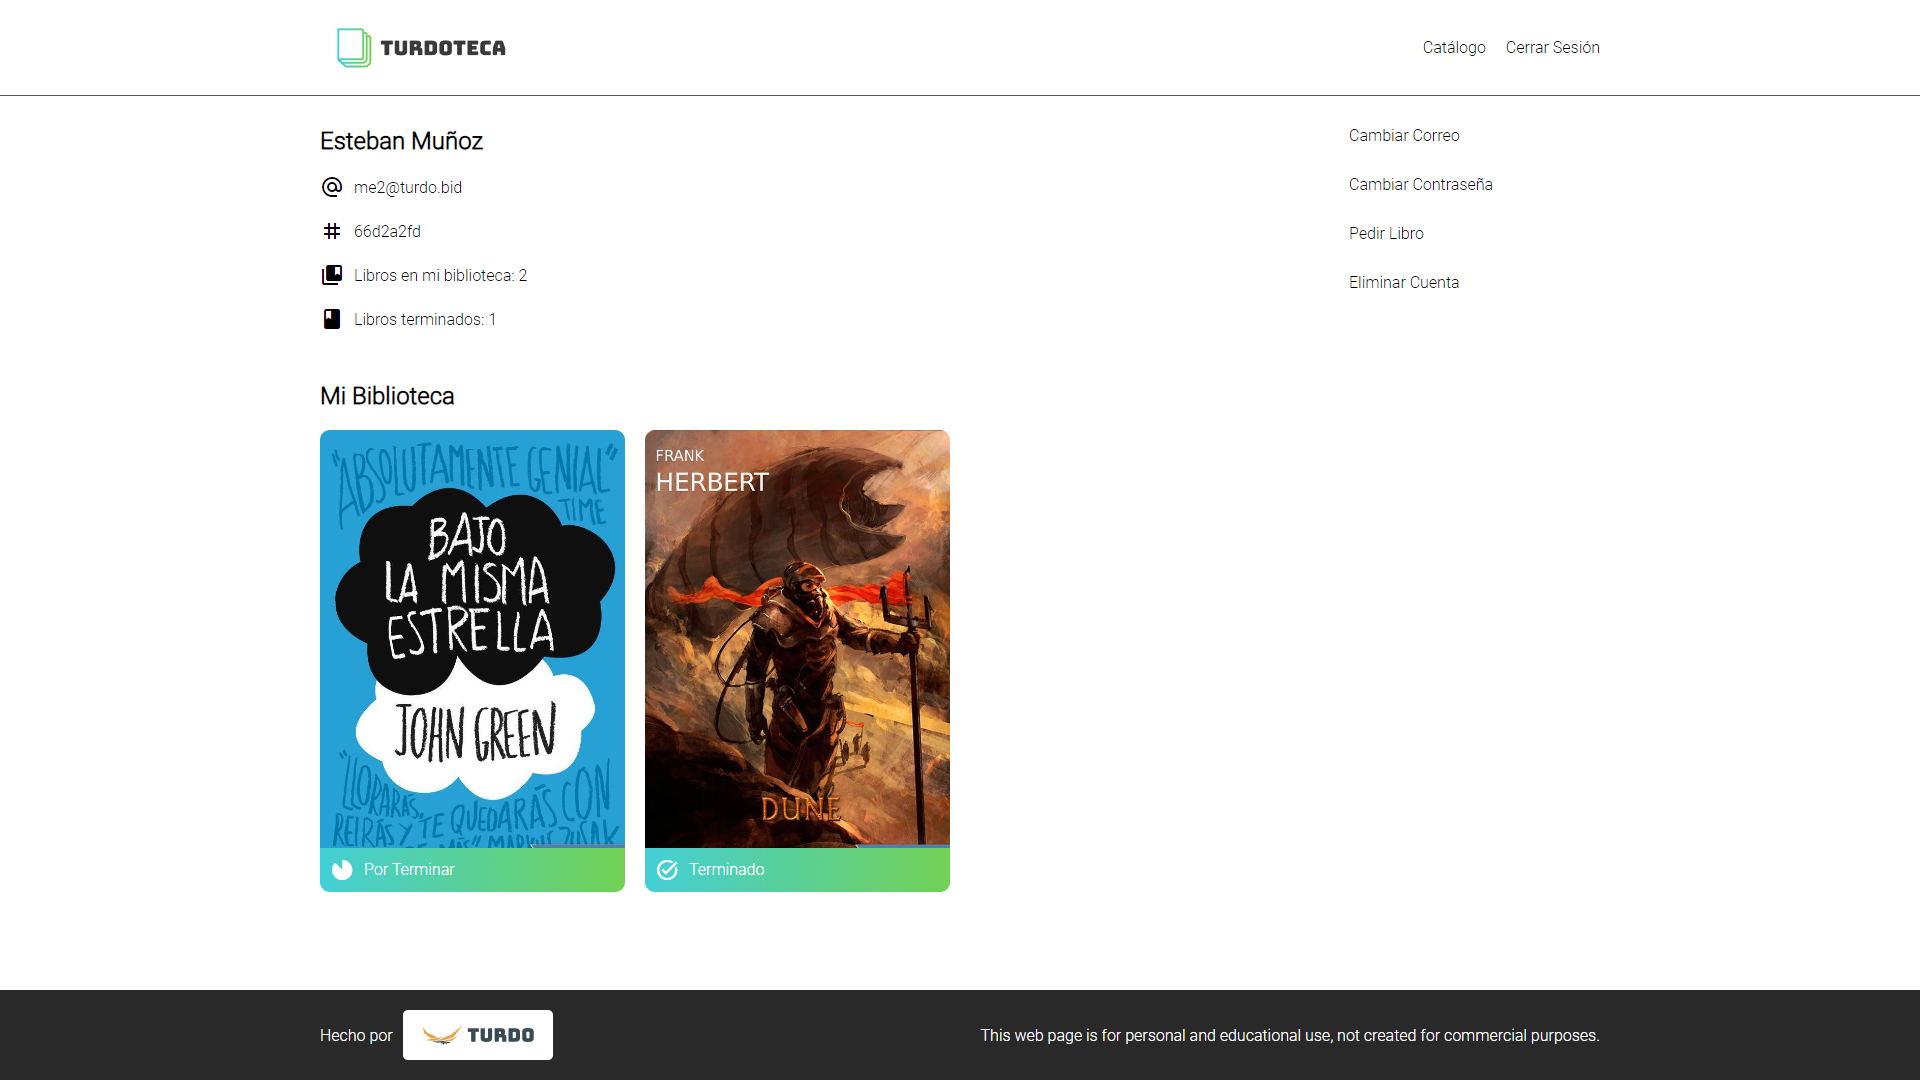 TURDOTECA
Catálogo
Cerrar Sesión
Esteban Muñoz
me2@turdo.bid
66d2a2fd
Libros en mi biblioteca: 2
Libros terminados: 1
Cambiar Correo
Cambiar Contraseña
Pedir Libro
Eliminar Cuenta
Mi Biblioteca
"ABSOLUTAMENTE GENIAL"
TIME
BAJO
LA MISMA
ESTRELLA
JOHN GREEN
"LLORARÁS,
REIRÁS Y TE QUEDARÁS CON
Por Terminar
FRANK
HERBERT
DUNE
Terminado
Hecho por
TURDO
This web page is for personal and educational use, not created for commercial purposes.